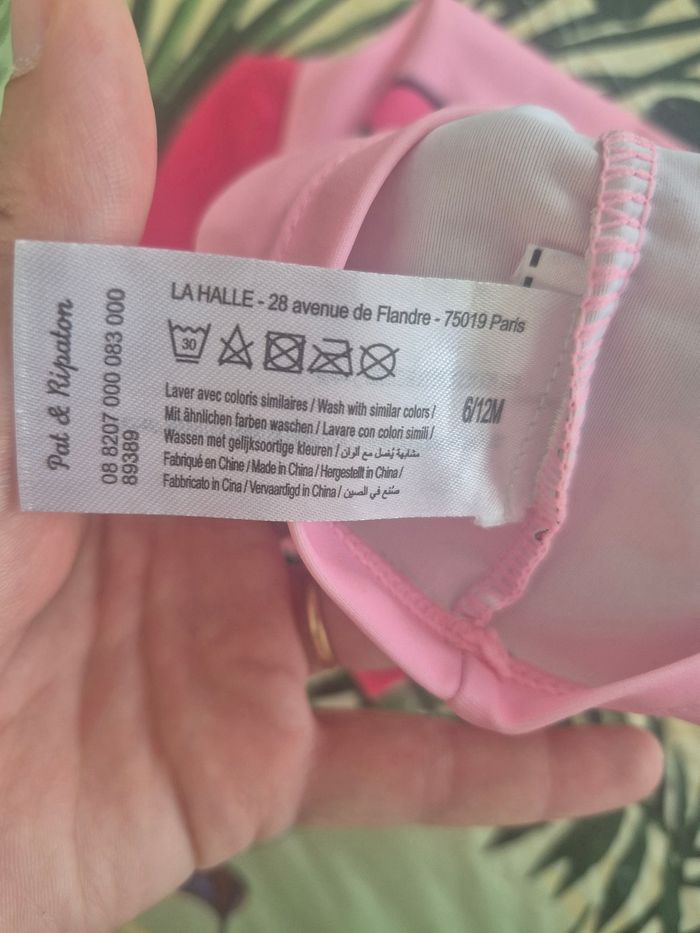 LA HALLE - 28 avenue de Flandre - 75019 Paris
30
Laver avec coloris similaires / Wash with similar colors /
Mit ähnlichen farben waschen / Lavare con colori simili /
Wassen met gelijksoortige kleuren / مشابهة يُغسل مع ألوان
Fabriqué en Chine / Made in China / Hergestellt in China /
Fabbricato in Cina / Vervaardigd in China / صُنع في الصين
6/12M
Pat & Ripaton
08 8207 000 083 000
89389